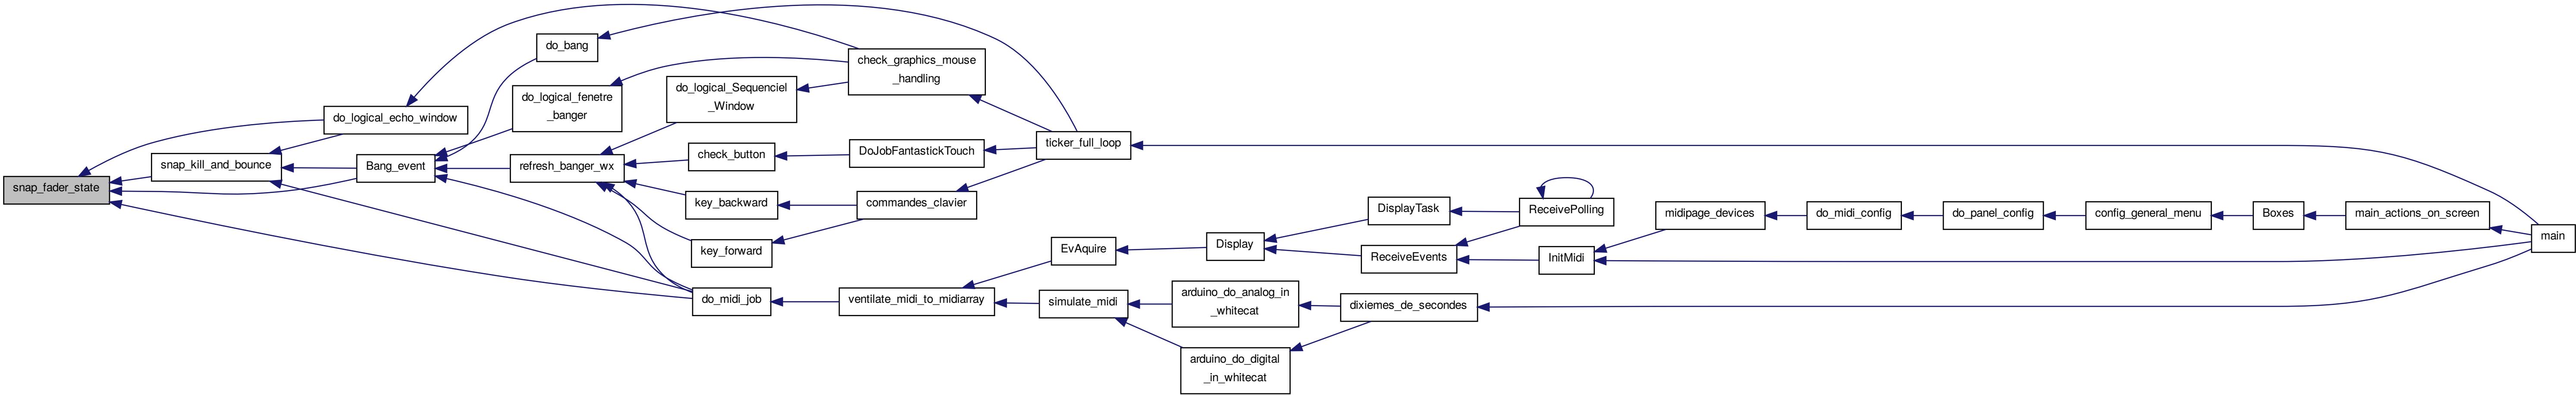 snap_fader_state
do_logical_echo_window
snap_kill_and_bounce
Bang_event
do_bang
do_logical_fenetre
_banger
refresh_banger_wx
do_logical_Sequenciel
_Window
check_button
key_backward
key_forward
do_midi_job
check_graphics_mouse
_handling
DoJobFantastickTouch
commandes_clavier
ventilate_midi_to_midiarray
ticker_full_loop
EvAquire
simulate_midi
Display
arduino_do_analog_in
_whitecat
arduino_do_digital
_in_whitecat
DisplayTask
ReceiveEvents
dixiemes_de_secondes
ReceivePolling
InitMidi
midipage_devices
do_midi_config
do_panel_config
config_general_menu
Boxes
main_actions_on_screen
main